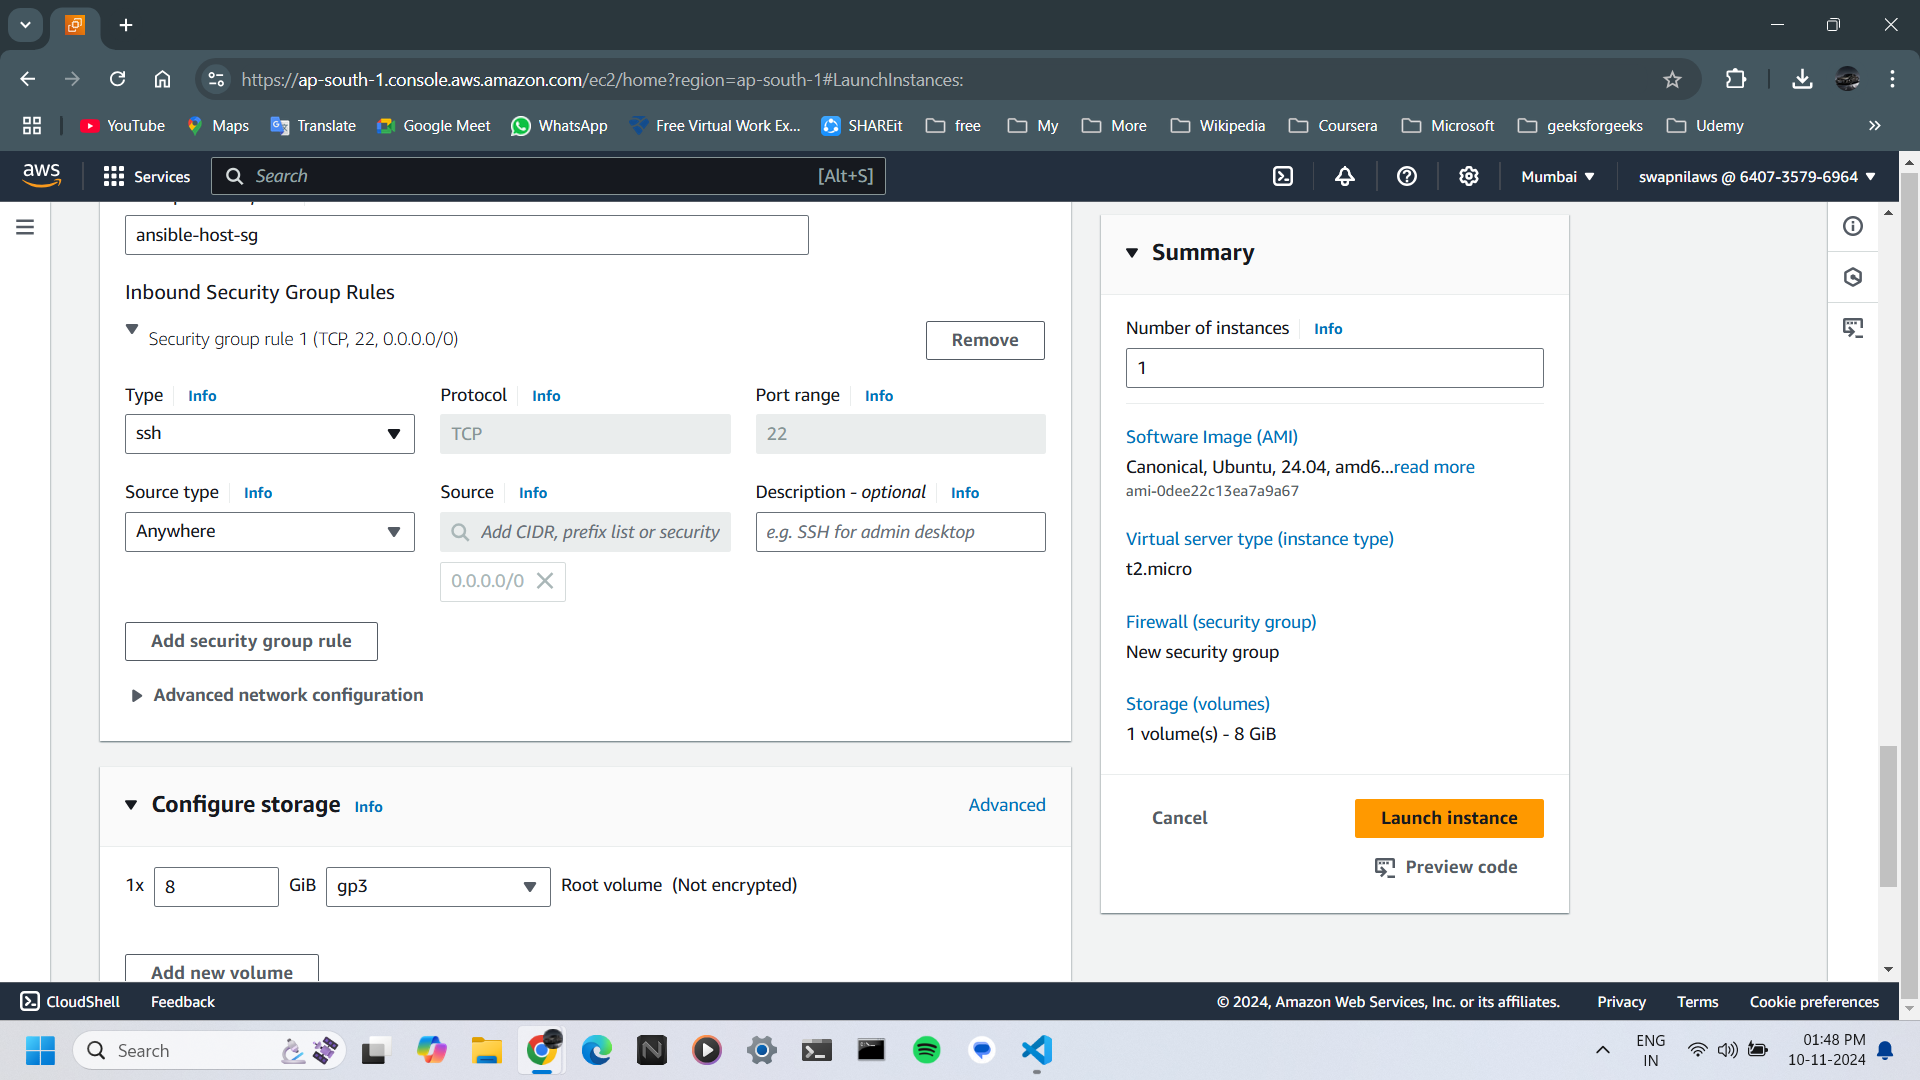 https://ap-south-1.console.aws.amazon.com/ec2/home?region=ap-south-1#LaunchInstances:
YouTube Maps Translate Google Meet WhatsApp Free Virtual Work Ex... SHAREit free My More Wikipedia Coursera Microsoft geeksforgeeks Udemy
aws Services Search [Alt+S] Mumbai swapnilaws @ 6407-3579-6964
ansible-host-sg
Inbound Security Group Rules
Security group rule 1 (TCP, 22, 0.0.0.0/0)
Remove
Type Info
Protocol Info
Port range Info
ssh
TCP
22
Source type Info
Source Info
Description - optional Info
Anywhere
Add CIDR, prefix list or security
e.g. SSH for admin desktop
0.0.0.0/0
Add security group rule
Advanced network configuration
Configure storage Info
Advanced
1x 8 GiB gp3 Root volume (Not encrypted)
Add new volume
Summary
Number of instances Info
1
Software Image (AMI)
Canonical, Ubuntu, 24.04, amd6...read more
ami-0dee22c13ea7a9a67
Virtual server type (instance type)
t2.micro
Firewall (security group)
New security group
Storage (volumes)
1 volume(s) - 8 GiB
Cancel
Launch instance
Preview code
CloudShell Feedback © 2024, Amazon Web Services, Inc. or its affiliates. Privacy Terms Cookie preferences
Search
ENG
IN
01:48 PM
10-11-2024